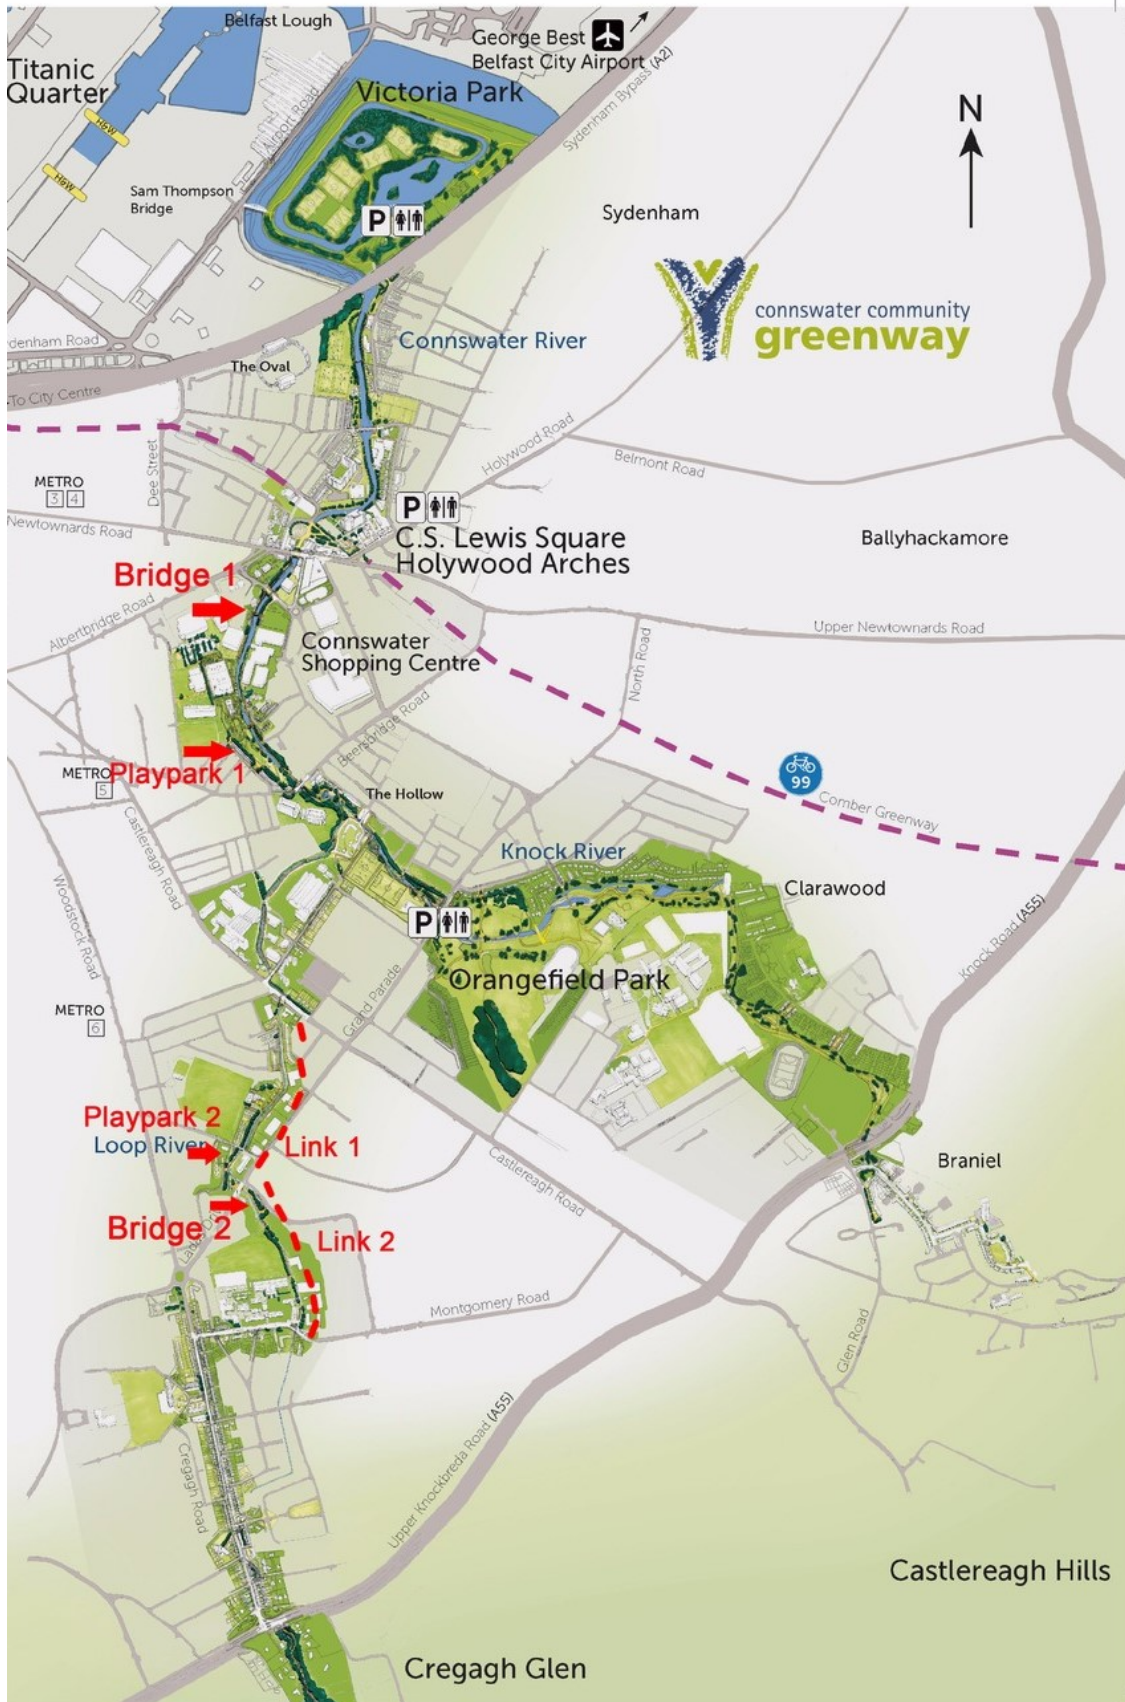 Belfast Lough
George Best
Belfast City Airport
Titanic
Quarter
H&W
H&W
Airport Road
Victoria Park
Sydenham Bypass (A2)
N
Sam Thompson
Bridge
P
Sydenham
connswater community
greenway
Connswater River
denham Road
The Oval
To City Centre
Holywood Road
Belmont Road
Dee Street
METRO
3 4
Newtownards Road
P
C.S. Lewis Square
Holywood Arches
Ballyhackamore
Bridge 1
Albertbridge Road
Upper Newtownards Road
Connswater
Shopping Centre
North Road
Beersbridge Road
METRO
5
Playpark 1
The Hollow
99
Comber Greenway
Castlereagh Road
Knock River
Clarawood
Woodstock Road
P
Knock Road (A55)
Orangefield Park
Grand Parade
METRO
6
Playpark 2
Loop River
Link 1
Castlereagh Road
Braniel
Bridge 2
Link 2
Montgomery Road
Glen Road
Upper Knockbreda Road (A55)
Cregagh Road
Castlereagh Hills
Cregagh Glen